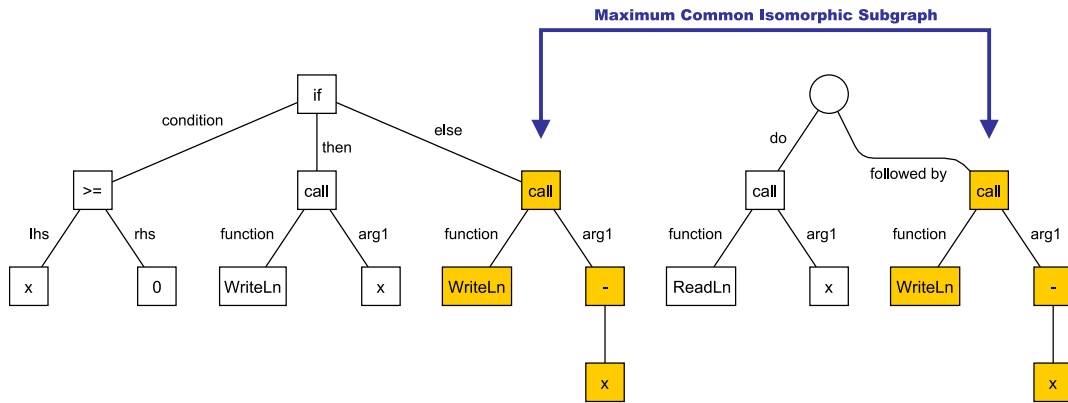 Maximum Common Isomorphic Subgraph
if
condition
else
do
then
followed by
>=
call
call
call
call
lhs
rhs
function
arg1
function
arg1
function
arg1
function
arg1
x
0
WriteLn
x
WriteLn
-
ReadLn
x
WriteLn
-
x
x